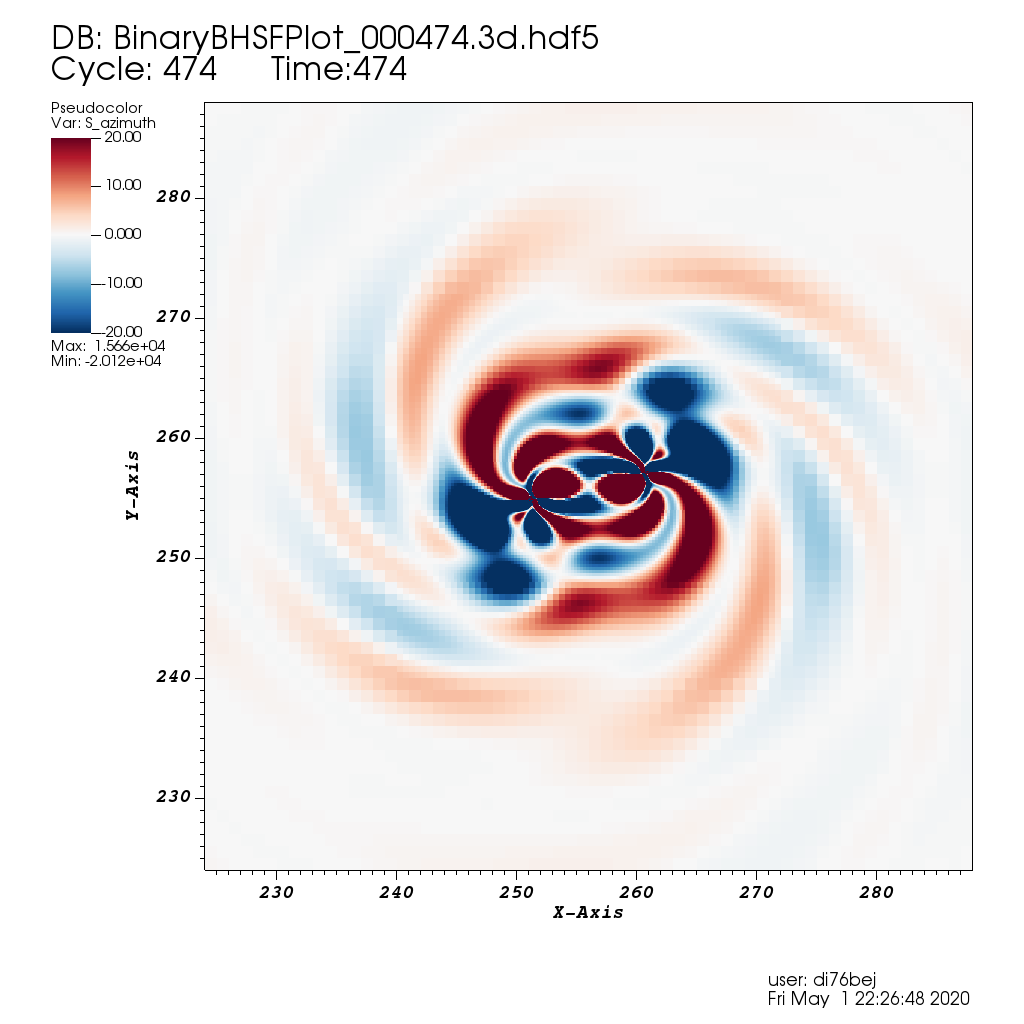 DB: BinaryBHSFPlot_000474.3d.hdf5
Cycle: 474 Time:474
Pseudocolor
Var: S_azimuth
20.00
10.00
0.000
-10.00
-20.00
Max: 1.566e+04
Min: -2.012e+04
280
270
260
250
240
230
Y-Axis
230 240 250 260 270 280
X-Axis
user: di76bej
Fri May 1 22:26:48 2020